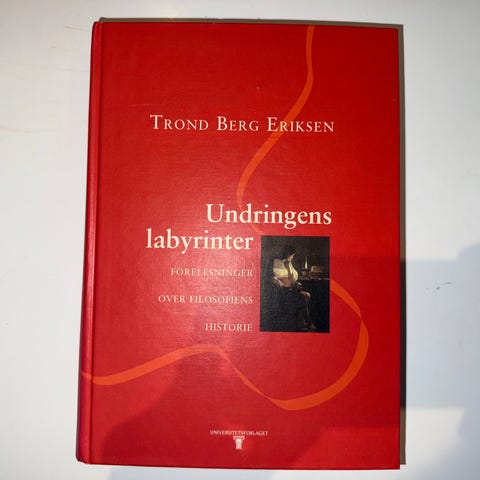 TROND BERG ERIKSEN
Undringens
labyrinter
FORELESNINGER
OVER FILOSOFIENS
HISTORIE
UNIVERSITETSFORLAGET